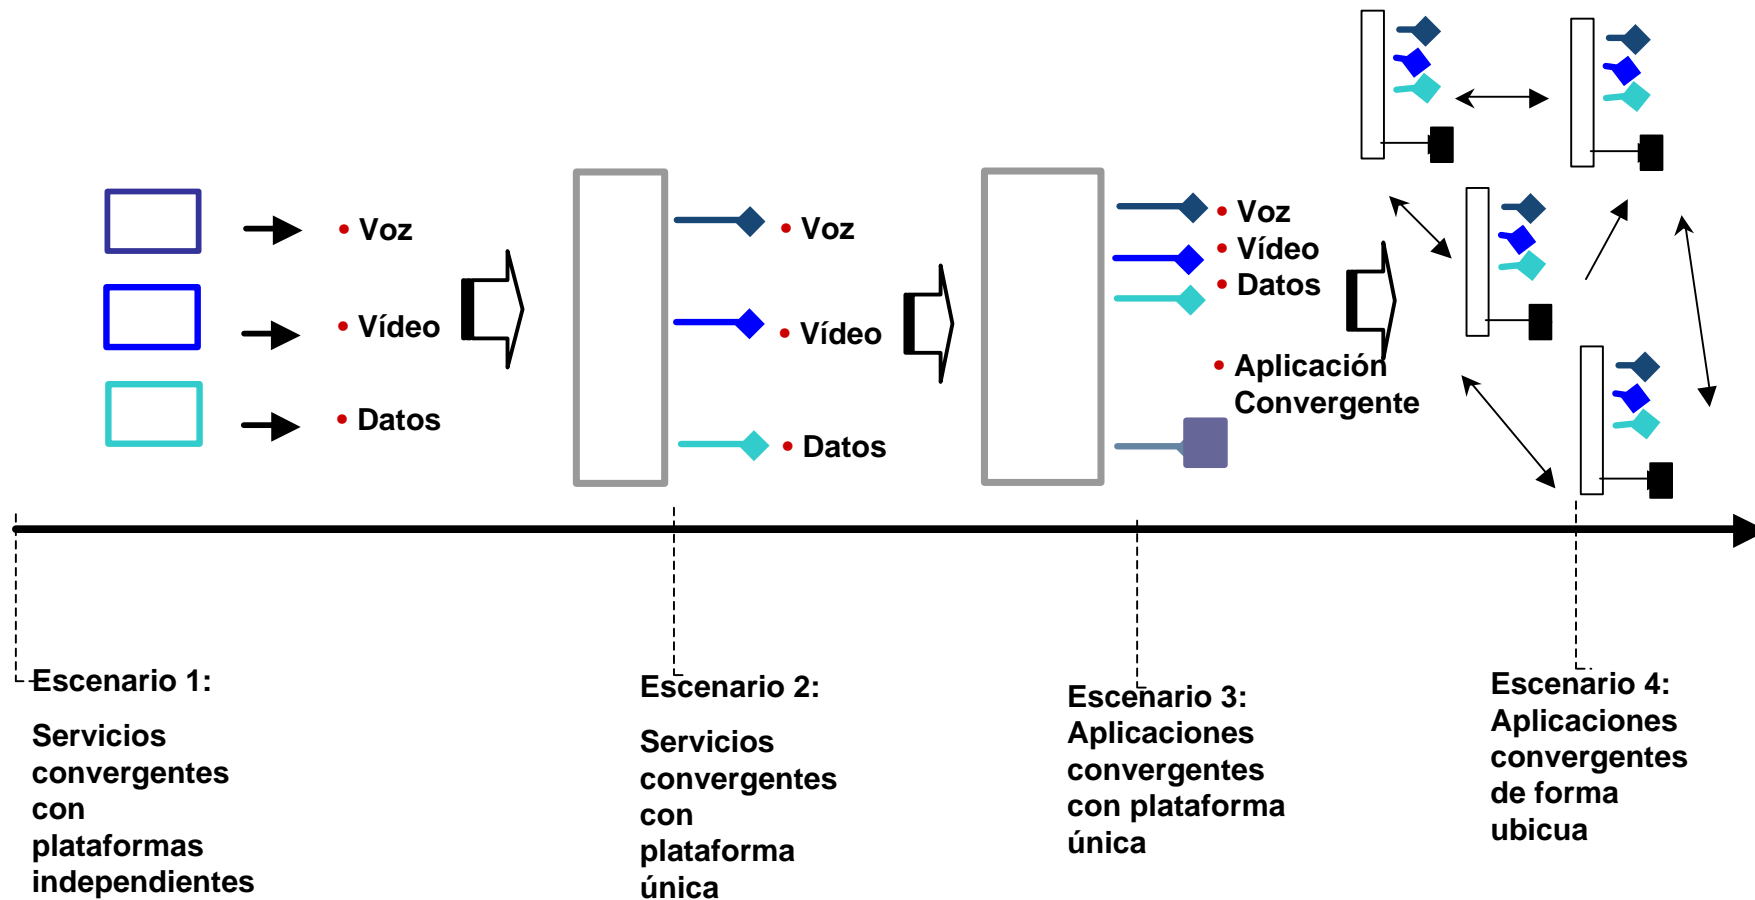 • Voz
• Vídeo
• Datos
• Voz
• Vídeo
• Datos
• Voz
• Vídeo
• Datos
• Aplicación
Convergente
Escenario 1:
Servicios
convergentes
con
plataformas
independientes
Escenario 2:
Servicios
convergentes
con
plataforma
única
Escenario 3:
Aplicaciones
convergentes
con plataforma
única
Escenario 4:
Aplicaciones
convergentes
de forma
ubicua